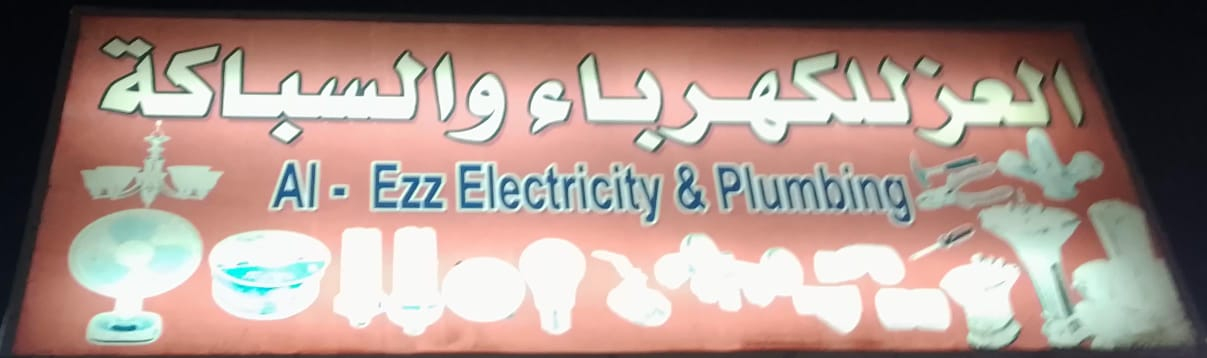 العز للكهرباء والسباكة
Al - Ezz Electricity & Plumbing